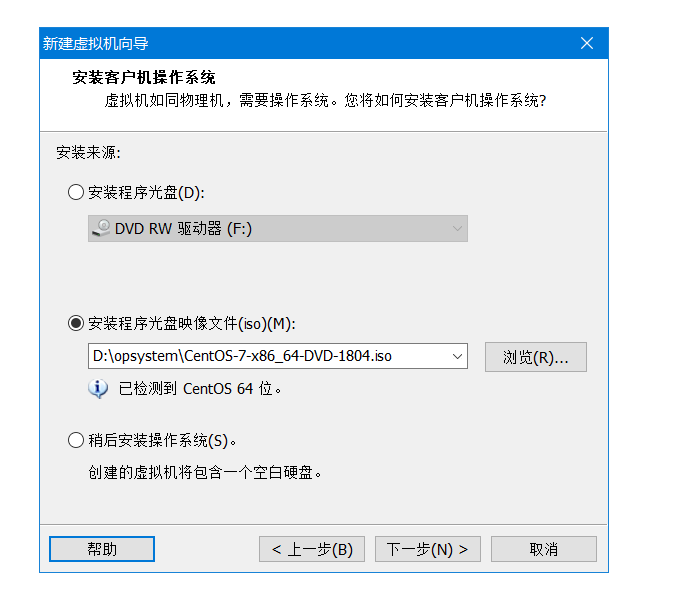 新建虚拟机向导
安装客户机操作系统
虚拟机如同物理机，需要操作系统。您将如何安装客户机操作系统?
安装来源:
安装程序光盘(D):
DVD RW 驱动器 (F:)
安装程序光盘映像文件(iso)(M):
D:\opsystem\CentOS-7-x86_64-DVD-1804.iso
浏览(R)...
已检测到 CentOS 64 位。
稍后安装操作系统(S)。
创建的虚拟机将包含一个空白硬盘。
帮助
< 上一步(B)
下一步(N) >
取消